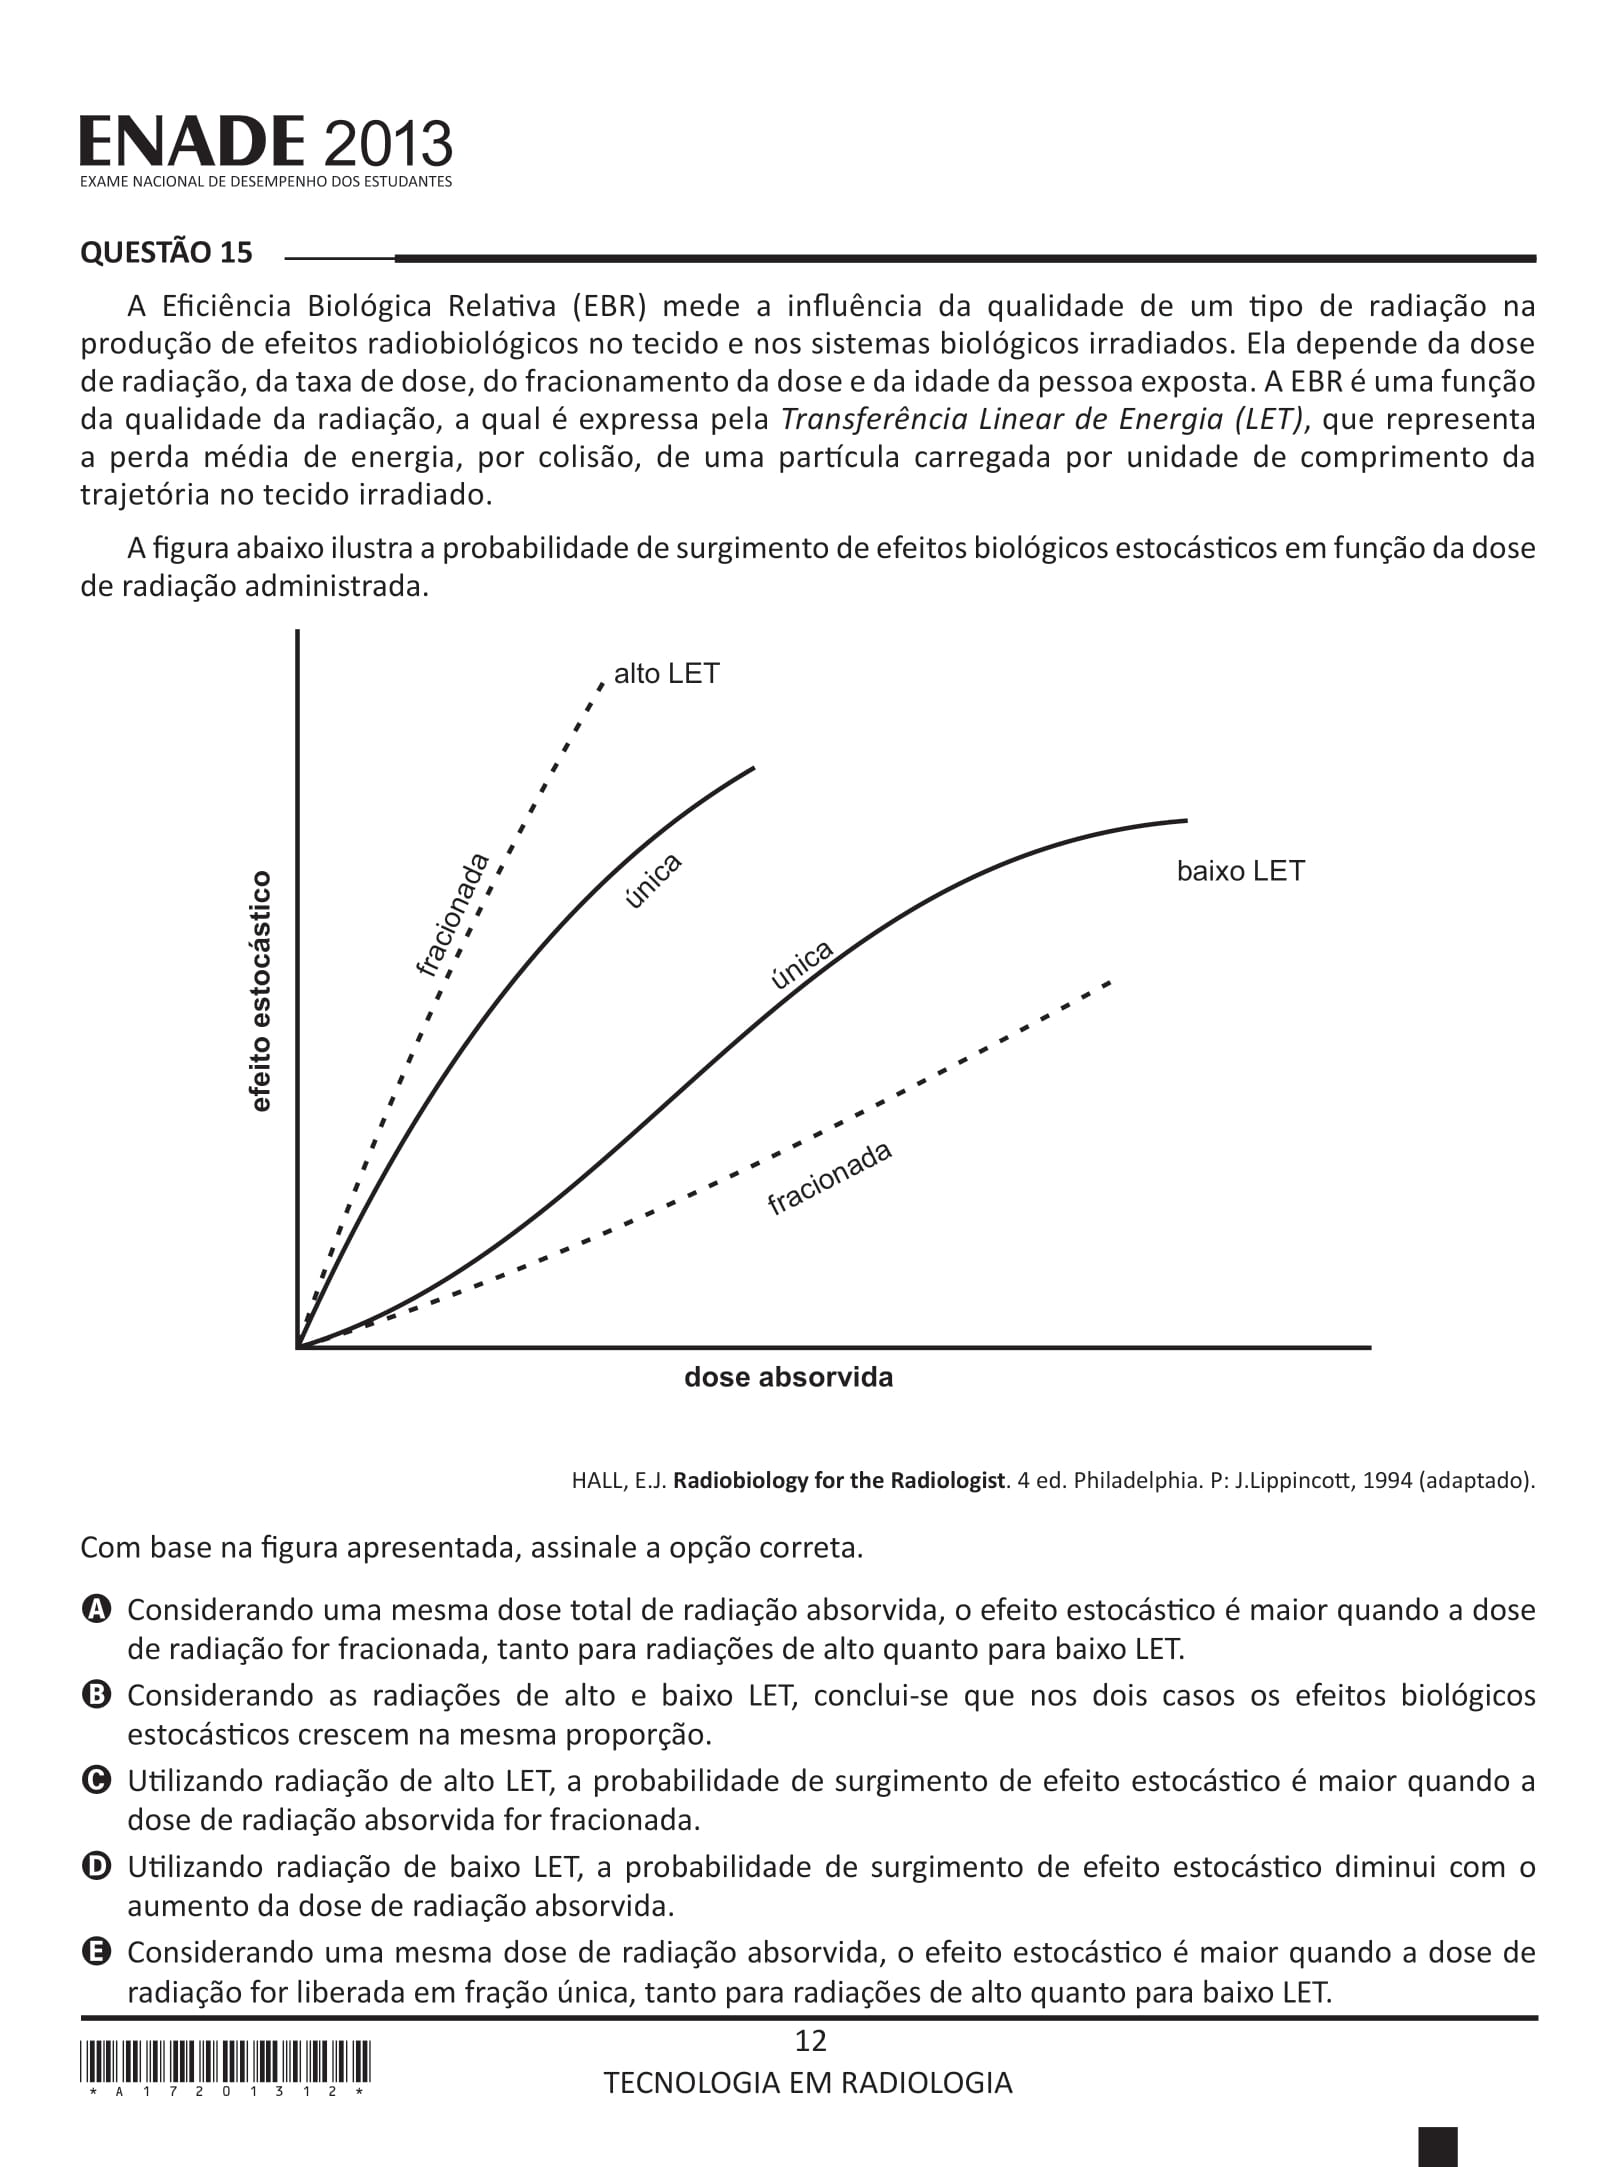 ENADE 2013
EXAME NACIONAL DE DESEMPENHO DOS ESTUDANTES
QUESTÃO 15
A Eficiência Biológica Relativa (EBR) mede a influência da qualidade de um tipo de radiação na
produção de efeitos radiobiológicos no tecido e nos sistemas biológicos irradiados. Ela depende da dose
de radiação, da taxa de dose, do fracionamento da dose e da idade da pessoa exposta. A EBR é uma função
da qualidade da radiação, a qual é expressa pela Transferência Linear de Energia (LET), que representa
a perda média de energia, por colisão, de uma partícula carregada por unidade de comprimento da
trajetória no tecido irradiado.
A figura abaixo ilustra a probabilidade de surgimento de efeitos biológicos estocásticos em função da dose
de radiação administrada.
alto LET
fracionada
única
baixo LET
única
fracionada
efeito estocástico
dose absorvida
HALL, E.J. Radiobiology for the Radiologist. 4 ed. Philadelphia. P: J.Lippincott, 1994 (adaptado).
Com base na figura apresentada, assinale a opção correta.
A Considerando uma mesma dose total de radiação absorvida, o efeito estocástico é maior quando a dose
de radiação for fracionada, tanto para radiações de alto quanto para baixo LET.
B Considerando as radiações de alto e baixo LET, conclui-se que nos dois casos os efeitos biológicos
estocásticos crescem na mesma proporção.
C Utilizando radiação de alto LET, a probabilidade de surgimento de efeito estocástico é maior quando a
dose de radiação absorvida for fracionada.
D Utilizando radiação de baixo LET, a probabilidade de surgimento de efeito estocástico diminui com o
aumento da dose de radiação absorvida.
E Considerando uma mesma dose de radiação absorvida, o efeito estocástico é maior quando a dose de
radiação for liberada em fração única, tanto para radiações de alto quanto para baixo LET.
12
TECNOLOGIA EM RADIOLOGIA
*A17201312*